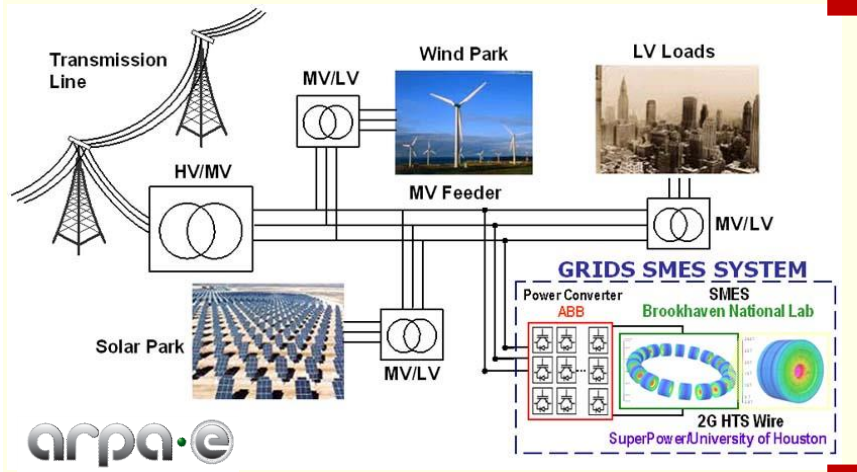 Transmission
Line
MV/LV
Wind Park
LV Loads
HV/MV
MV Feeder
MV/LV
GRIDS SMES SYSTEM
Power Converter
ABB
SMES
Brookhaven National Lab
Solar Park
MV/LV
2G HTS Wire
SuperPower/University of Houston
arpa·e